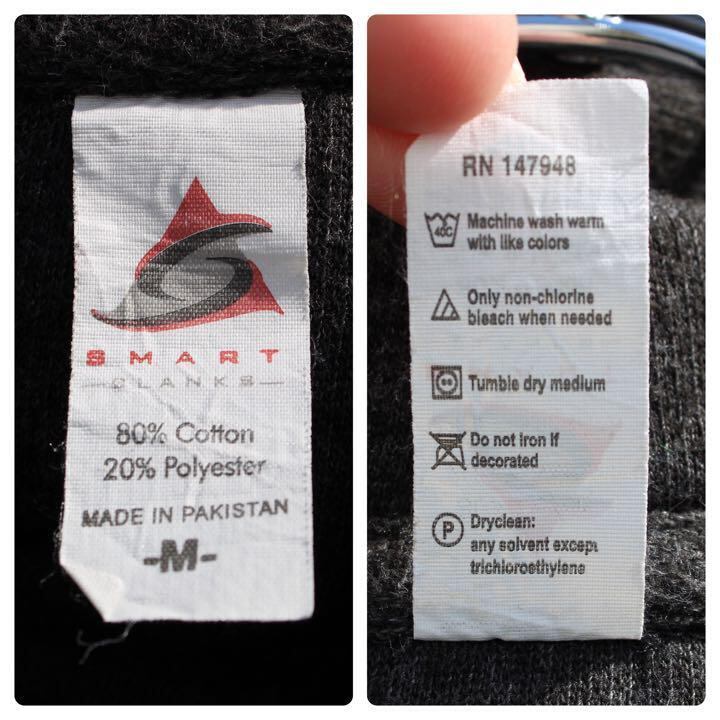 SMART
BLANKS
80% Cotton
20% Polyester
MADE IN PAKISTAN
-M-
RN 147948
40C
Machine wash warm
with like colors
Only non-chlorine
bleach when needed
Tumble dry medium
Do not iron if
decorated
P
Dryclean:
any solvent except
trichloroethylene